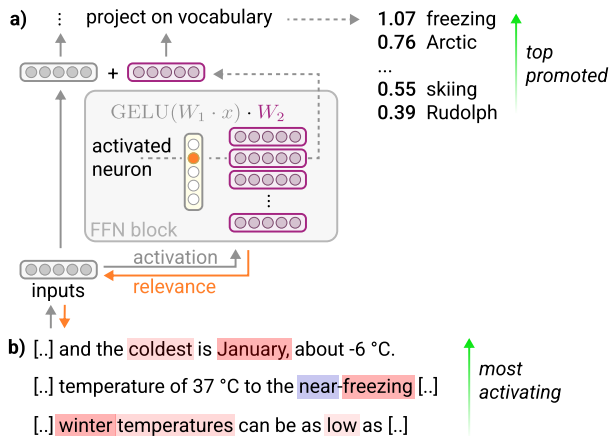 a) ⋮ project on vocabulary
1.07 freezing
0.76 Arctic
...
0.55 skiing
0.39 Rudolph
top
promoted
+
GELU(W₁ · x) · W₂
activated
neuron
⋮
FFN block
activation
relevance
inputs
b) [..] and the coldest is January, about -6 °C.
[..] temperature of 37 °C to the near-freezing [..]
[..] winter temperatures can be as low as [..]
most
activating